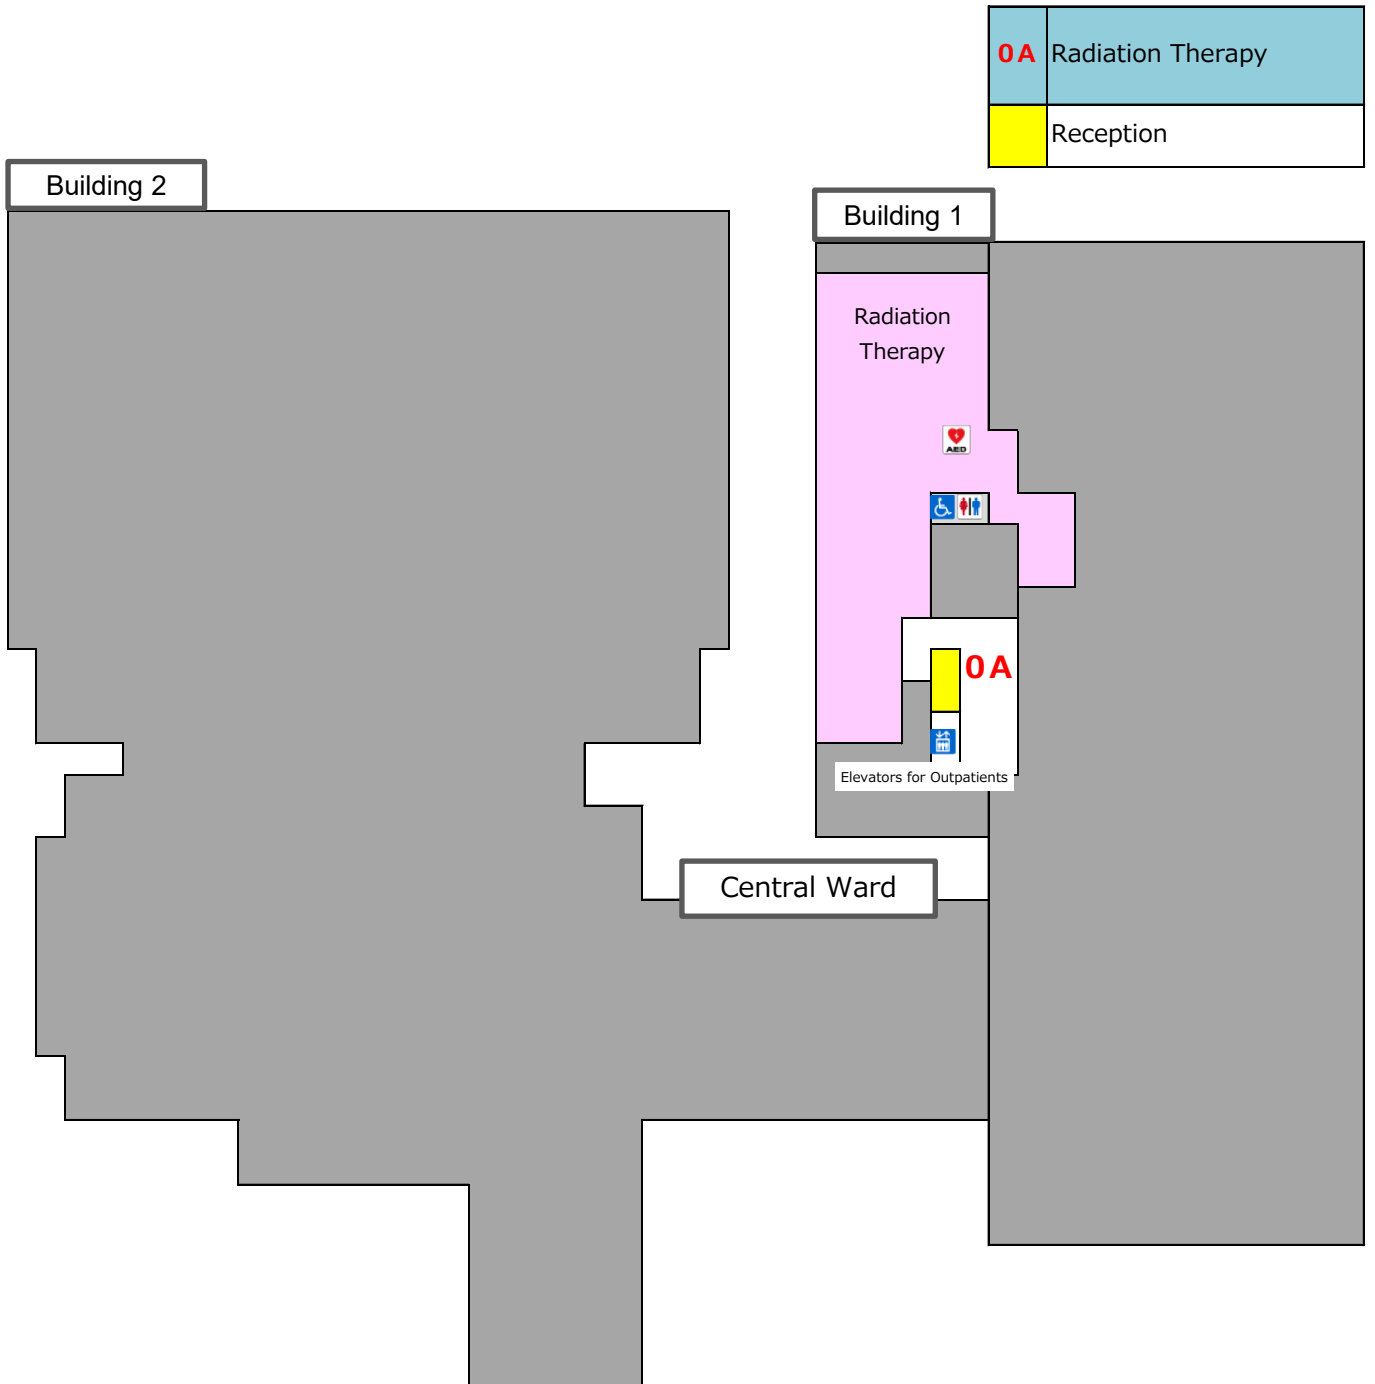 0A Radiation Therapy
Reception
Building 2
Building 1
Radiation
Therapy
AED
0A
Elevators for Outpatients
Central Ward